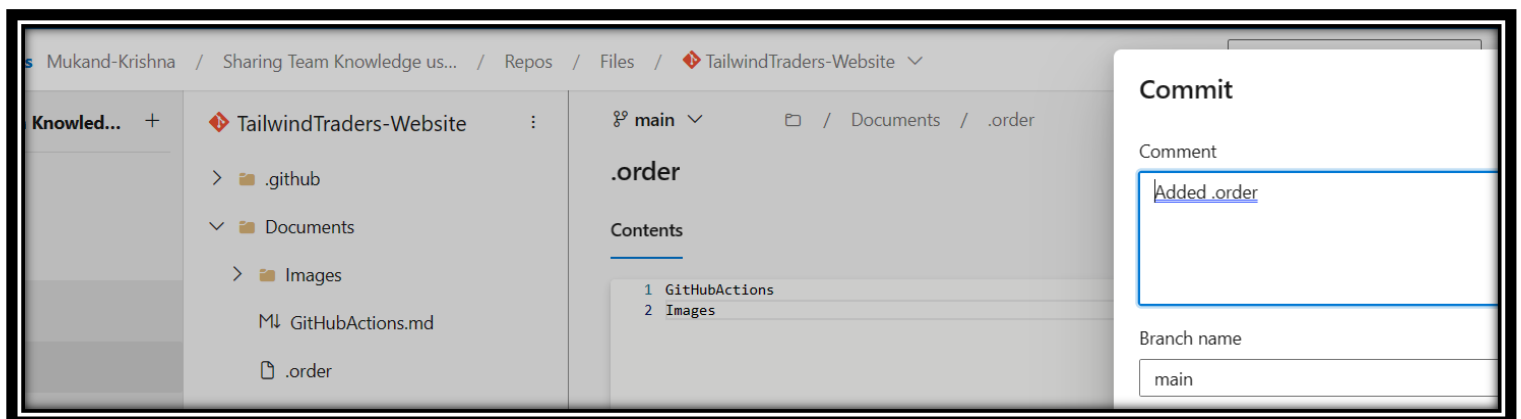 s Mukand-Krishna / Sharing Team Knowledge us... / Repos / Files / TailwindTraders-Website
Knowled... +
TailwindTraders-Website
.github
Documents
Images
GitHubActions.md
.order
main / Documents / .order
.order
Contents
1 GitHubActions
2 Images
Commit
Comment
Added .order
Branch name
main